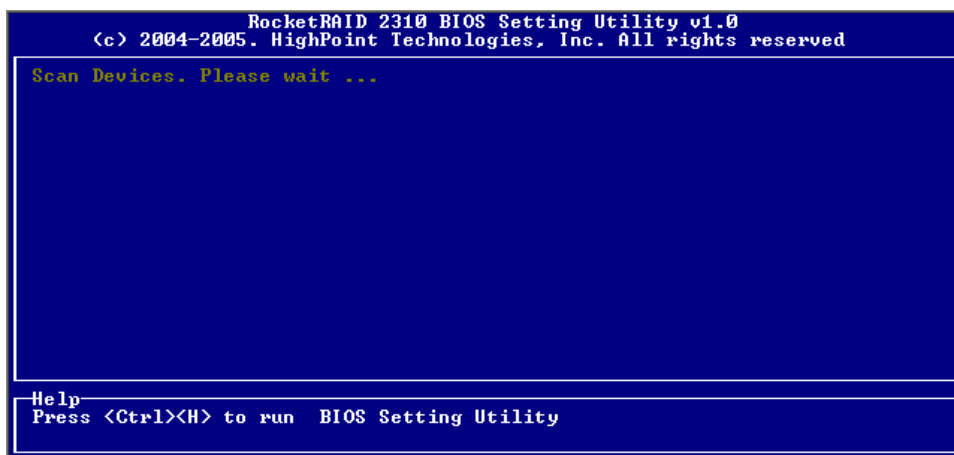 RocketRAID 2310 BIOS Setting Utility v1.0
(c) 2004-2005. HighPoint Technologies, Inc. All rights reserved
Scan Devices. Please wait ...
Help
Press <Ctrl><H> to run BIOS Setting Utility